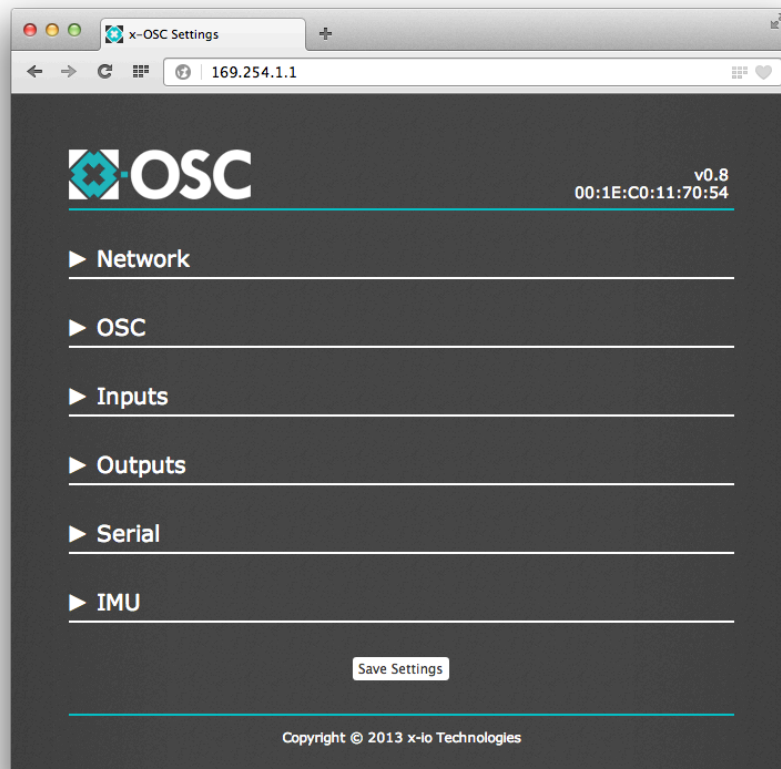 x-OSC Settings
169.254.1.1
x-OSC
v0.8
00:1E:C0:11:70:54
Network
OSC
Inputs
Outputs
Serial
IMU
Save Settings
Copyright © 2013 x-io Technologies